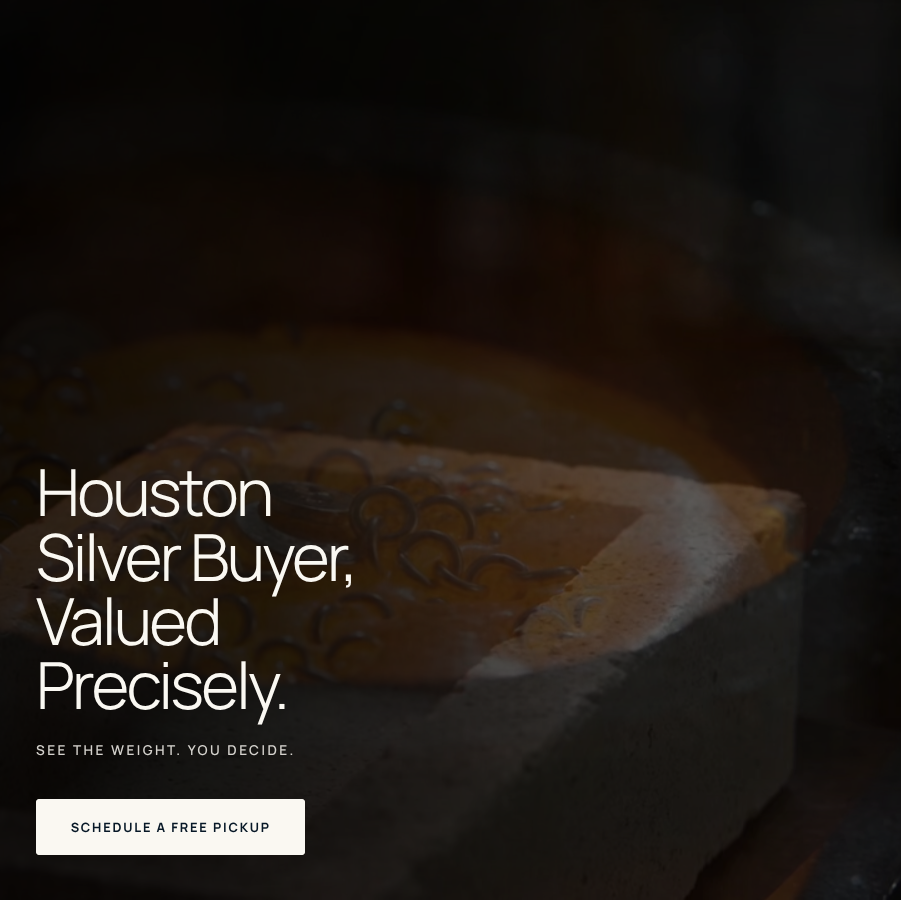 Houston
Silver Buyer,
Valued
Precisely.
SEE THE WEIGHT. YOU DECIDE.
SCHEDULE A FREE PICKUP